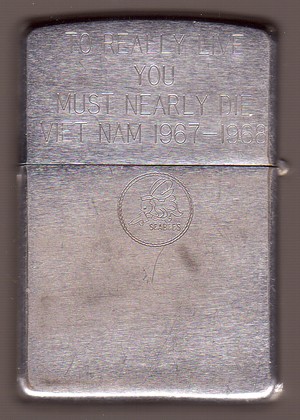 TO REALLY LIVE
YOU
MUST NEARLY DIE
VIET NAM 1967-1968
SEABEES